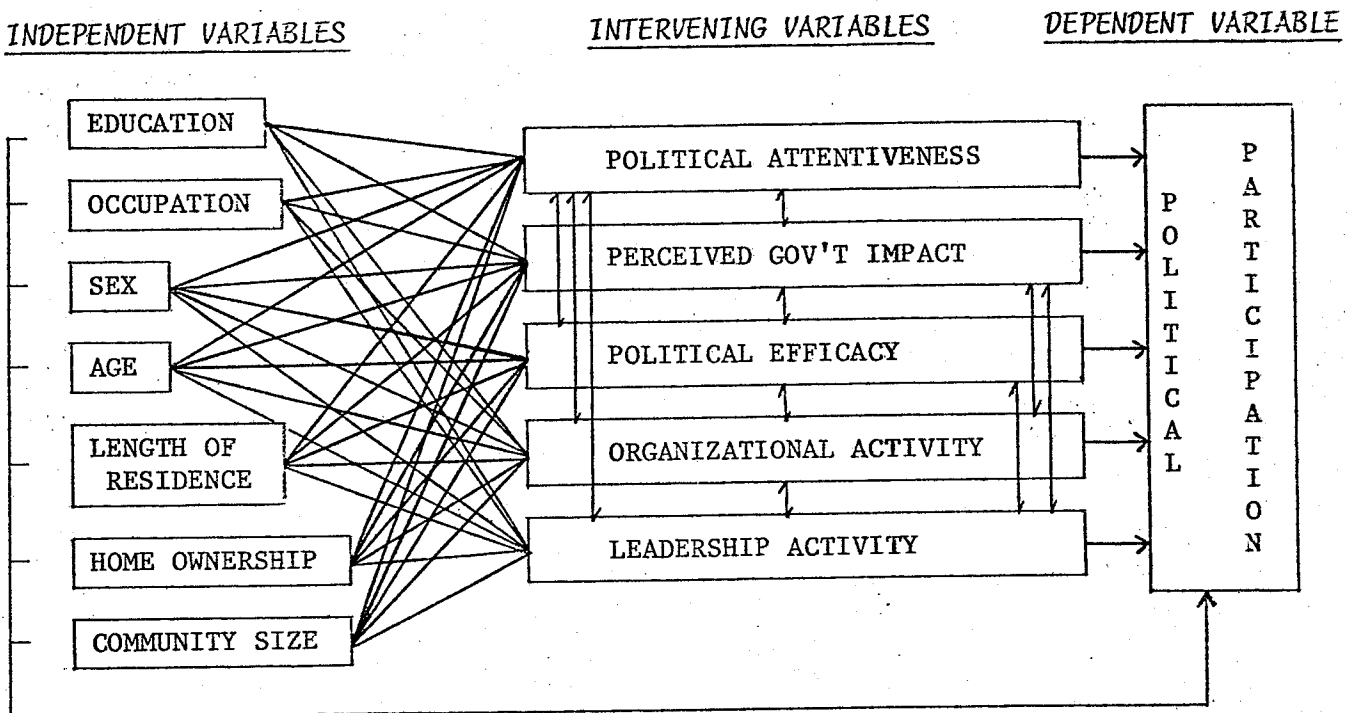 INDEPENDENT VARIABLES
INTERVENING VARIABLES
DEPENDENT VARIABLE
EDUCATION
OCCUPATION
SEX
AGE
LENGTH OF
RESIDENCE
HOME OWNERSHIP
COMMUNITY SIZE
POLITICAL ATTENTIVENESS
PERCEIVED GOV'T IMPACT
POLITICAL EFFICACY
ORGANIZATIONAL ACTIVITY
LEADERSHIP ACTIVITY
POLITICAL
PARTICIPATION